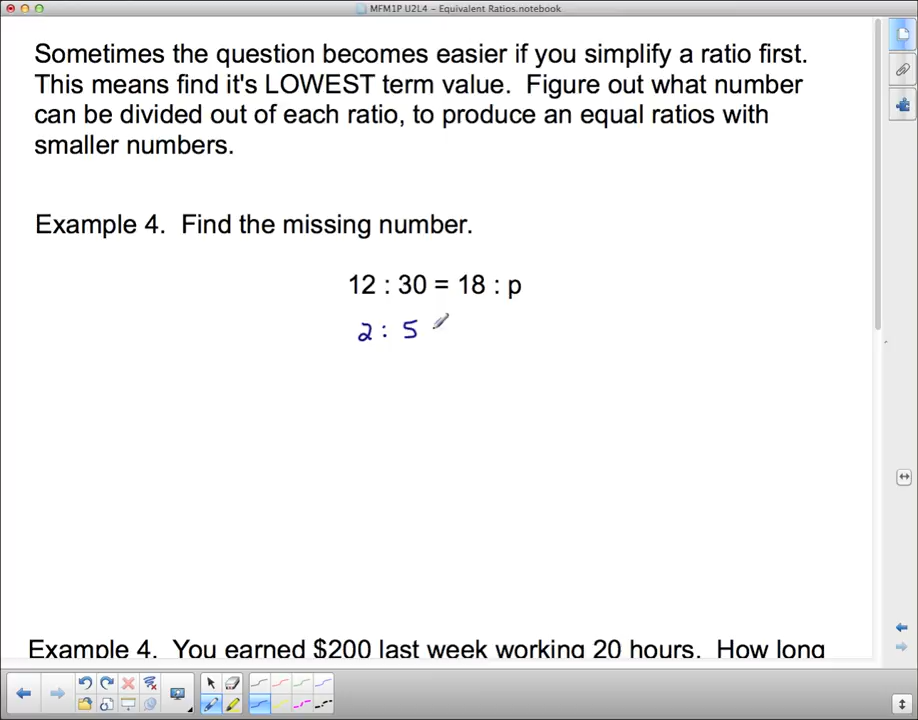 MFM1P U2L4 – Equivalent Ratios.notebook
Sometimes the question becomes easier if you simplify a ratio first.
This means find it's LOWEST term value.  Figure out what number
can be divided out of each ratio, to produce an equal ratios with
smaller numbers.
Example 4.  Find the missing number.
12 : 30 = 18 : p
2 : 5
Example 4.  You earned $200 last week working 20 hours.  How long